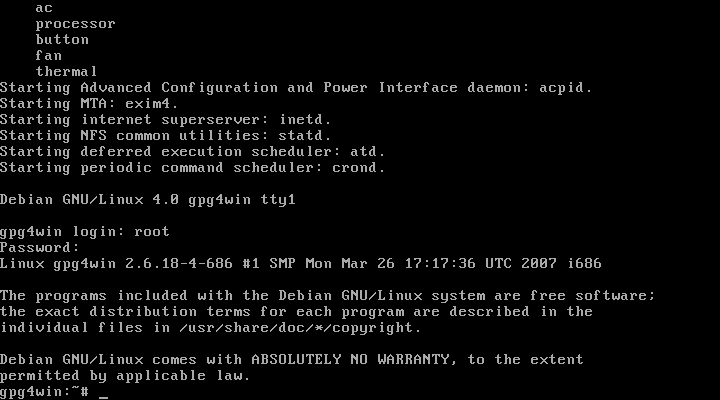 ac
processor
button
fan
thermal
Starting Advanced Configuration and Power Interface daemon: acpid.
Starting MTA: exim4.
Starting internet superserver: inetd.
Starting NFS common utilities: statd.
Starting deferred execution scheduler: atd.
Starting periodic command scheduler: crond.
Debian GNU/Linux 4.0 gpg4win tty1
gpg4win login: root
Password:
Linux gpg4win 2.6.18-4-686 #1 SMP Mon Mar 26 17:17:36 UTC 2007 i686
The programs included with the Debian GNU/Linux system are free software;
the exact distribution terms for each program are described in the
individual files in /usr/share/doc/*/copyright.
Debian GNU/Linux comes with ABSOLUTELY NO WARRANTY, to the extent
permitted by applicable law.
gpg4win:~# _